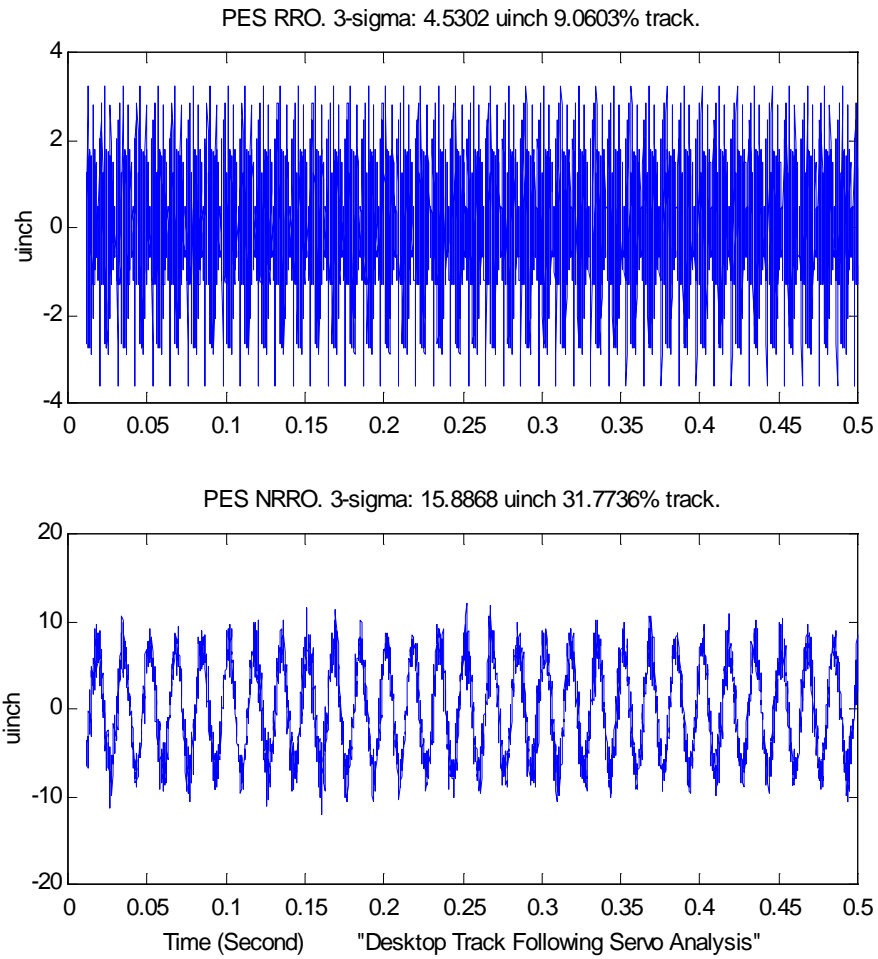 PES RRO. 3-sigma: 4.5302 uinch 9.0603% track.
4
2
0
-2
-4
uinch
0 0.05 0.1 0.15 0.2 0.25 0.3 0.35 0.4 0.45 0.5
PES NRRO. 3-sigma: 15.8868 uinch 31.7736% track.
20
10
0
-10
-20
uinch
0 0.05 0.1 0.15 0.2 0.25 0.3 0.35 0.4 0.45 0.5
Time (Second) "Desktop Track Following Servo Analysis"